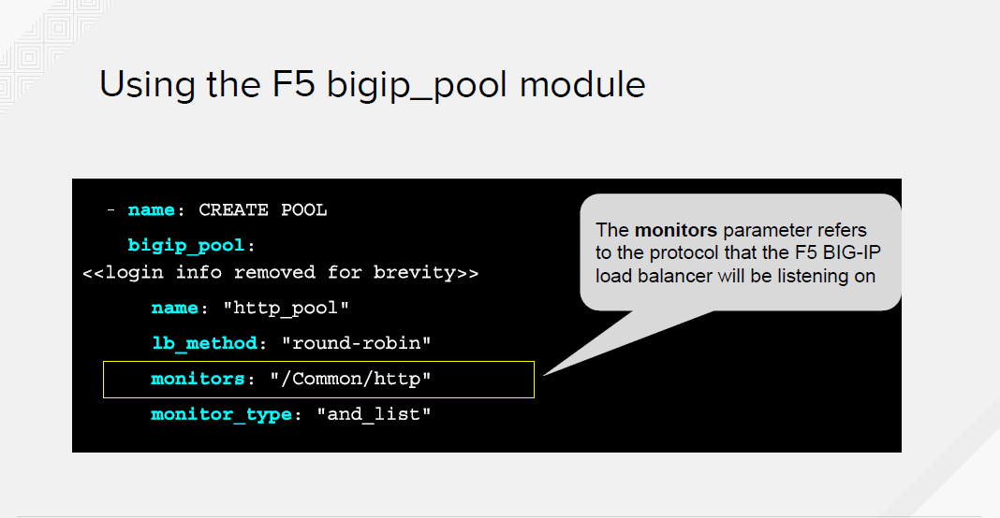 Using the F5 bigip_pool module
- name: CREATE POOL
bigip_pool:
<<login info removed for brevity>>
name: "http_pool"
lb_method: "round-robin"
monitors: "/Common/http"
monitor_type: "and_list"
The monitors parameter refers
to the protocol that the F5 BIG-IP
load balancer will be listening on